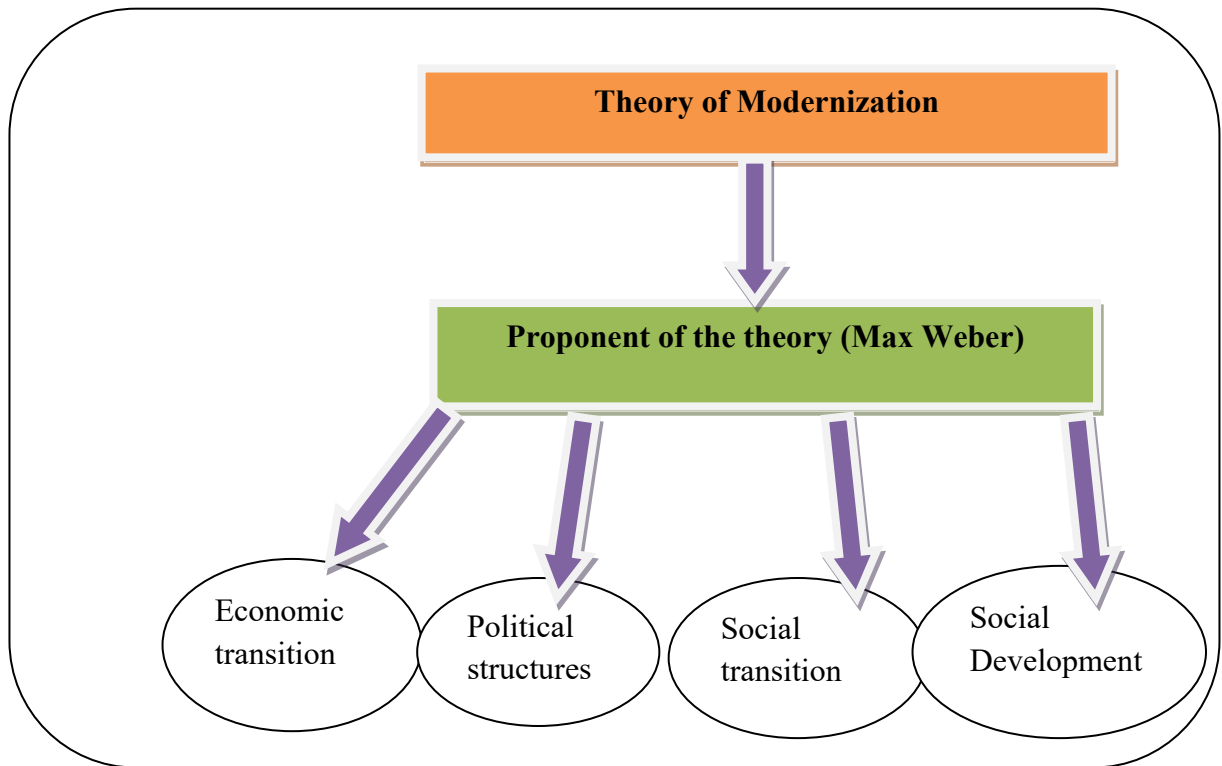 Theory of Modernization
Proponent of the theory (Max Weber)
Economic
transition
Political
structures
Social
transition
Social
Development